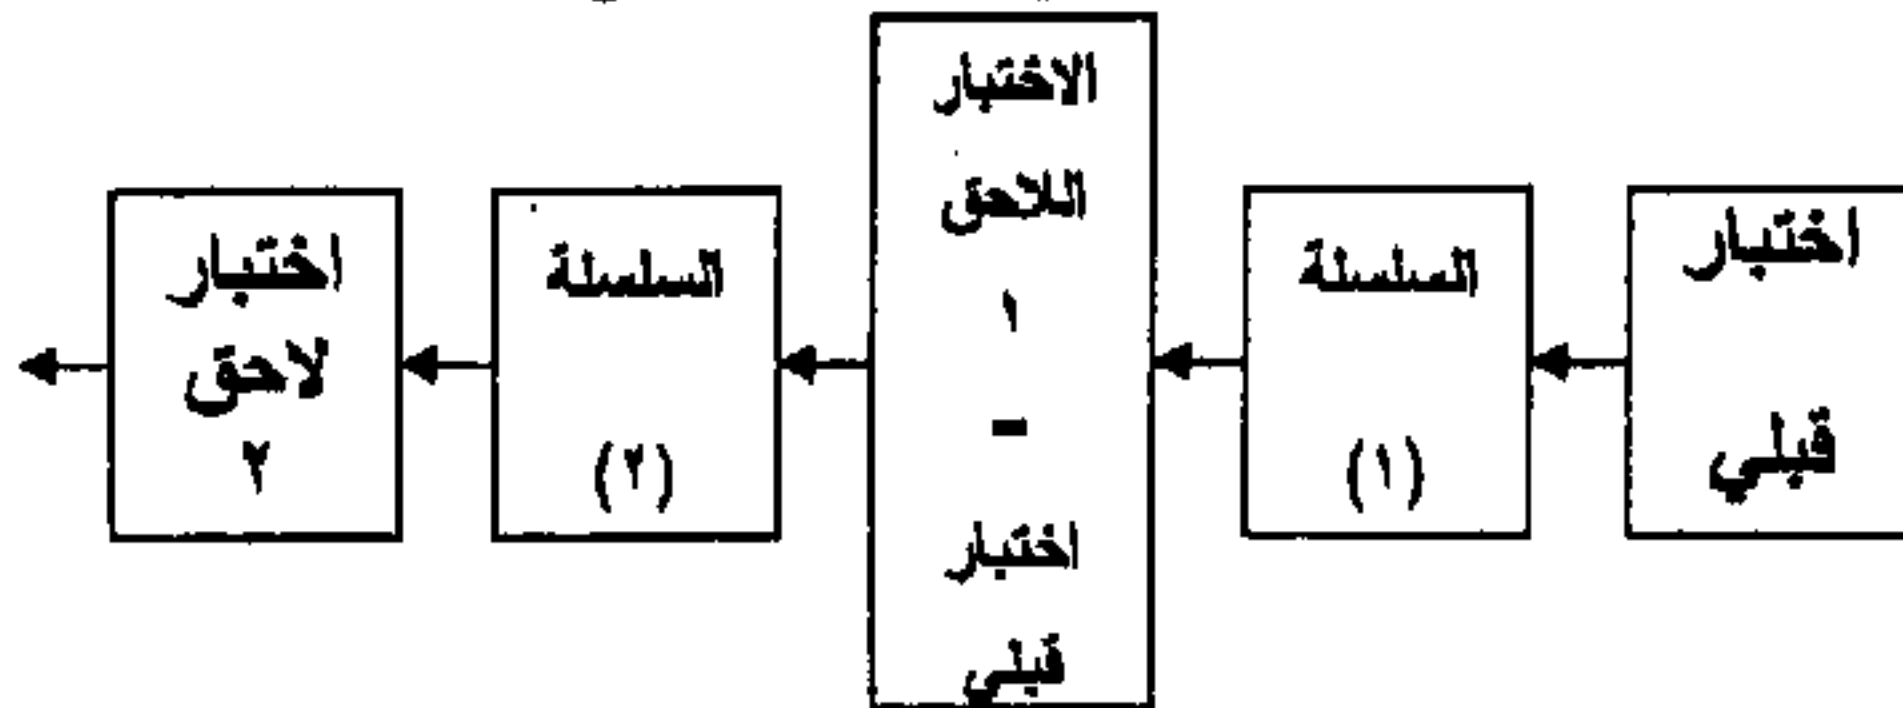 اختبار
قبلي
السلسلة
(١)
الاختبار
اللاحق
١
-
اختبار
قبلي
السلسلة
(٢)
اختبار
لاحق
٢